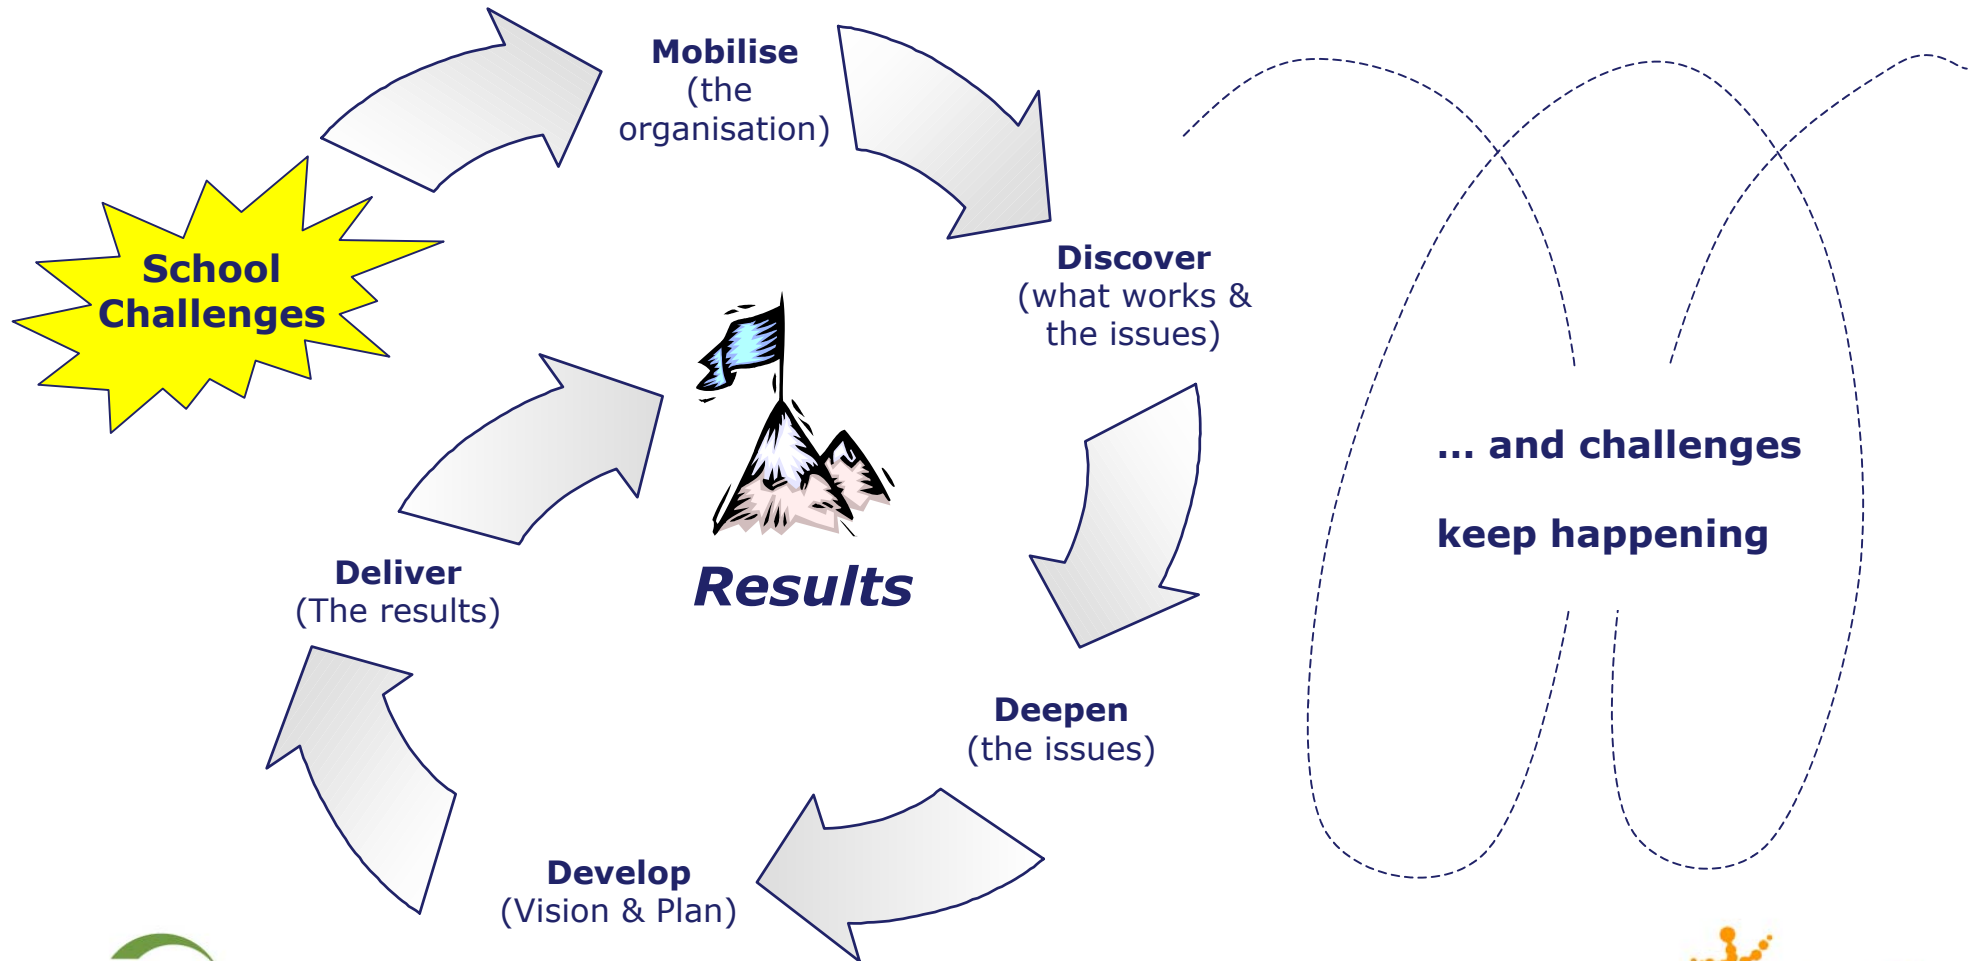 Mobilise
(the
organisation)
School
Challenges
Discover
(what works &
the issues)
Deliver
(The results)
Results
Deepen
(the issues)
Develop
(Vision & Plan)
... and challenges
keep happening